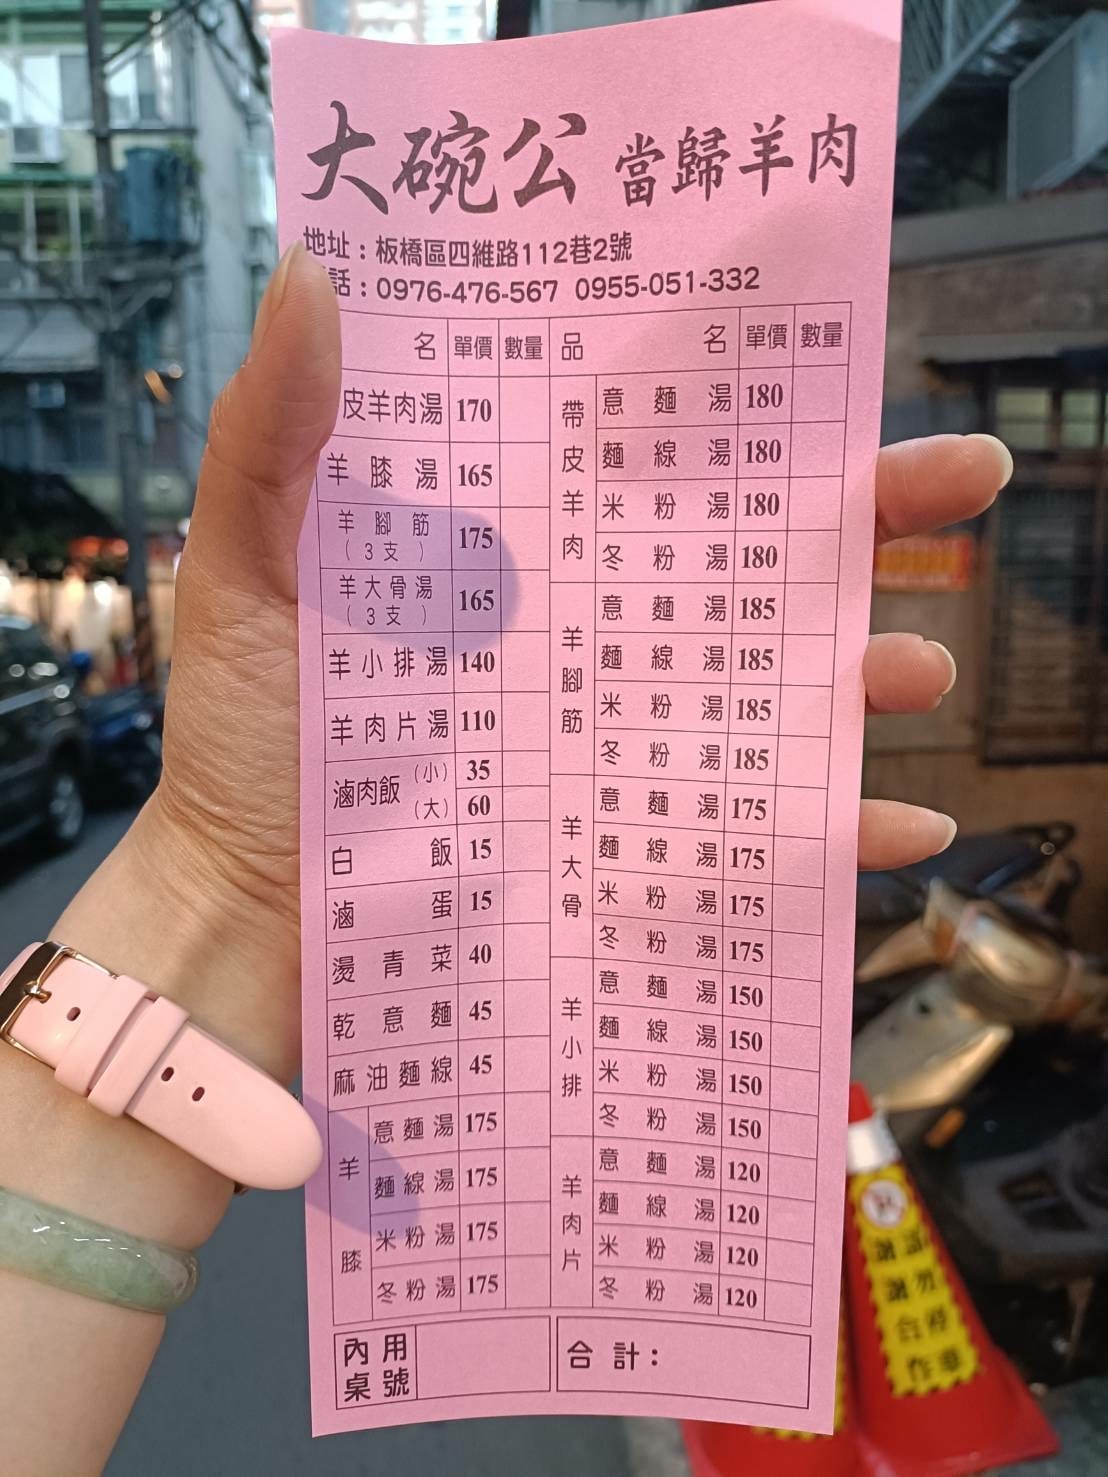 大碗公 當歸羊肉
地址：板橋區四維路112巷2號
話：0976-476-567 0955-051-332
名 單價 數量 品 名 單價 數量
皮羊肉湯 170
羊膝湯 165
羊腳筋（3支） 175
羊大骨湯（3支） 165
羊小排湯 140
羊肉片湯 110
滷肉飯（小） 35
（大） 60
白飯 15
滷蛋 15
燙青菜 40
乾意麵 45
麻油麵線 45
羊膝
意麵湯 175
麵線湯 175
米粉湯 175
冬粉湯 175
帶皮羊肉
意麵湯 180
麵線湯 180
米粉湯 180
冬粉湯 180
羊腳筋
意麵湯 185
麵線湯 185
米粉湯 185
冬粉湯 185
羊大骨
意麵湯 175
麵線湯 175
米粉湯 175
冬粉湯 175
羊小排
意麵湯 150
麵線湯 150
米粉湯 150
冬粉湯 150
羊肉片
意麵湯 120
麵線湯 120
米粉湯 120
冬粉湯 120
內用桌號
合計：